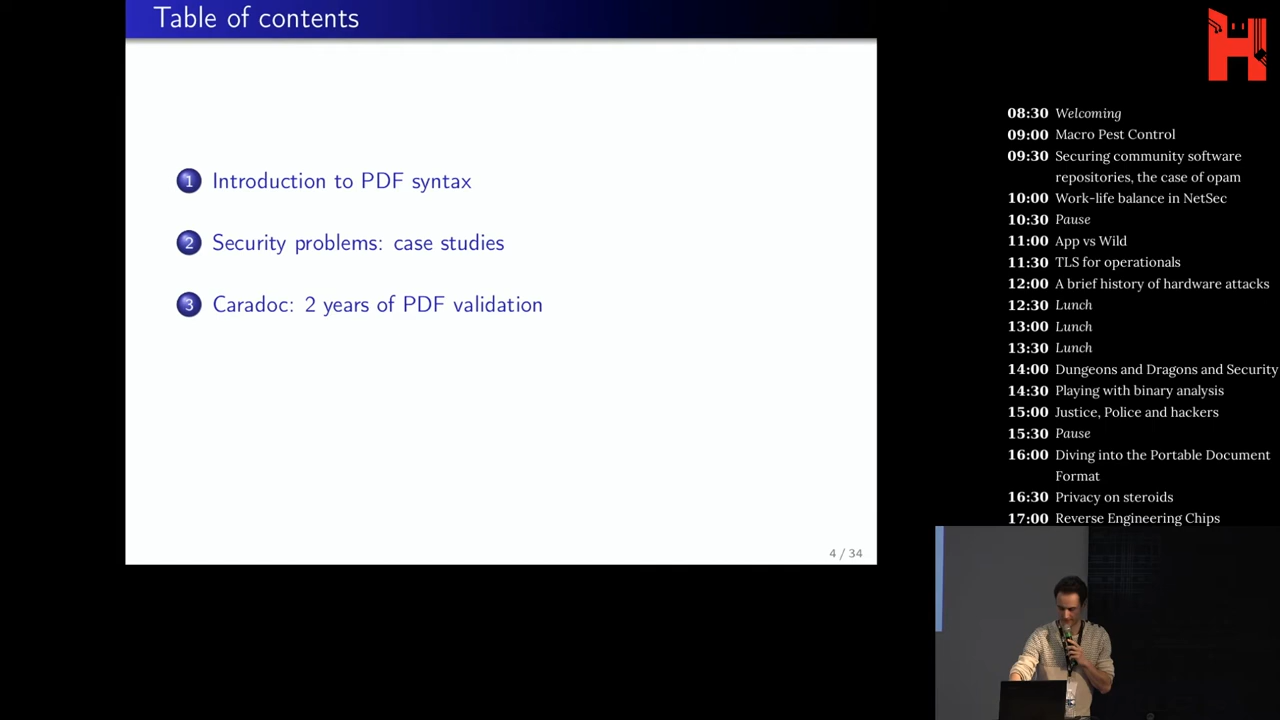 Table of contents
1 Introduction to PDF syntax
2 Security problems: case studies
3 Caradoc: 2 years of PDF validation
4 / 34
08:30 Welcoming
09:00 Macro Pest Control
09:30 Securing community software
repositories, the case of opam
10:00 Work-life balance in NetSec
10:30 Pause
11:00 App vs Wild
11:30 TLS for operationals
12:00 A brief history of hardware attacks
12:30 Lunch
13:00 Lunch
13:30 Lunch
14:00 Dungeons and Dragons and Security
14:30 Playing with binary analysis
15:00 Justice, Police and hackers
15:30 Pause
16:00 Diving into the Portable Document
Format
16:30 Privacy on steroids
17:00 Reverse Engineering Chips